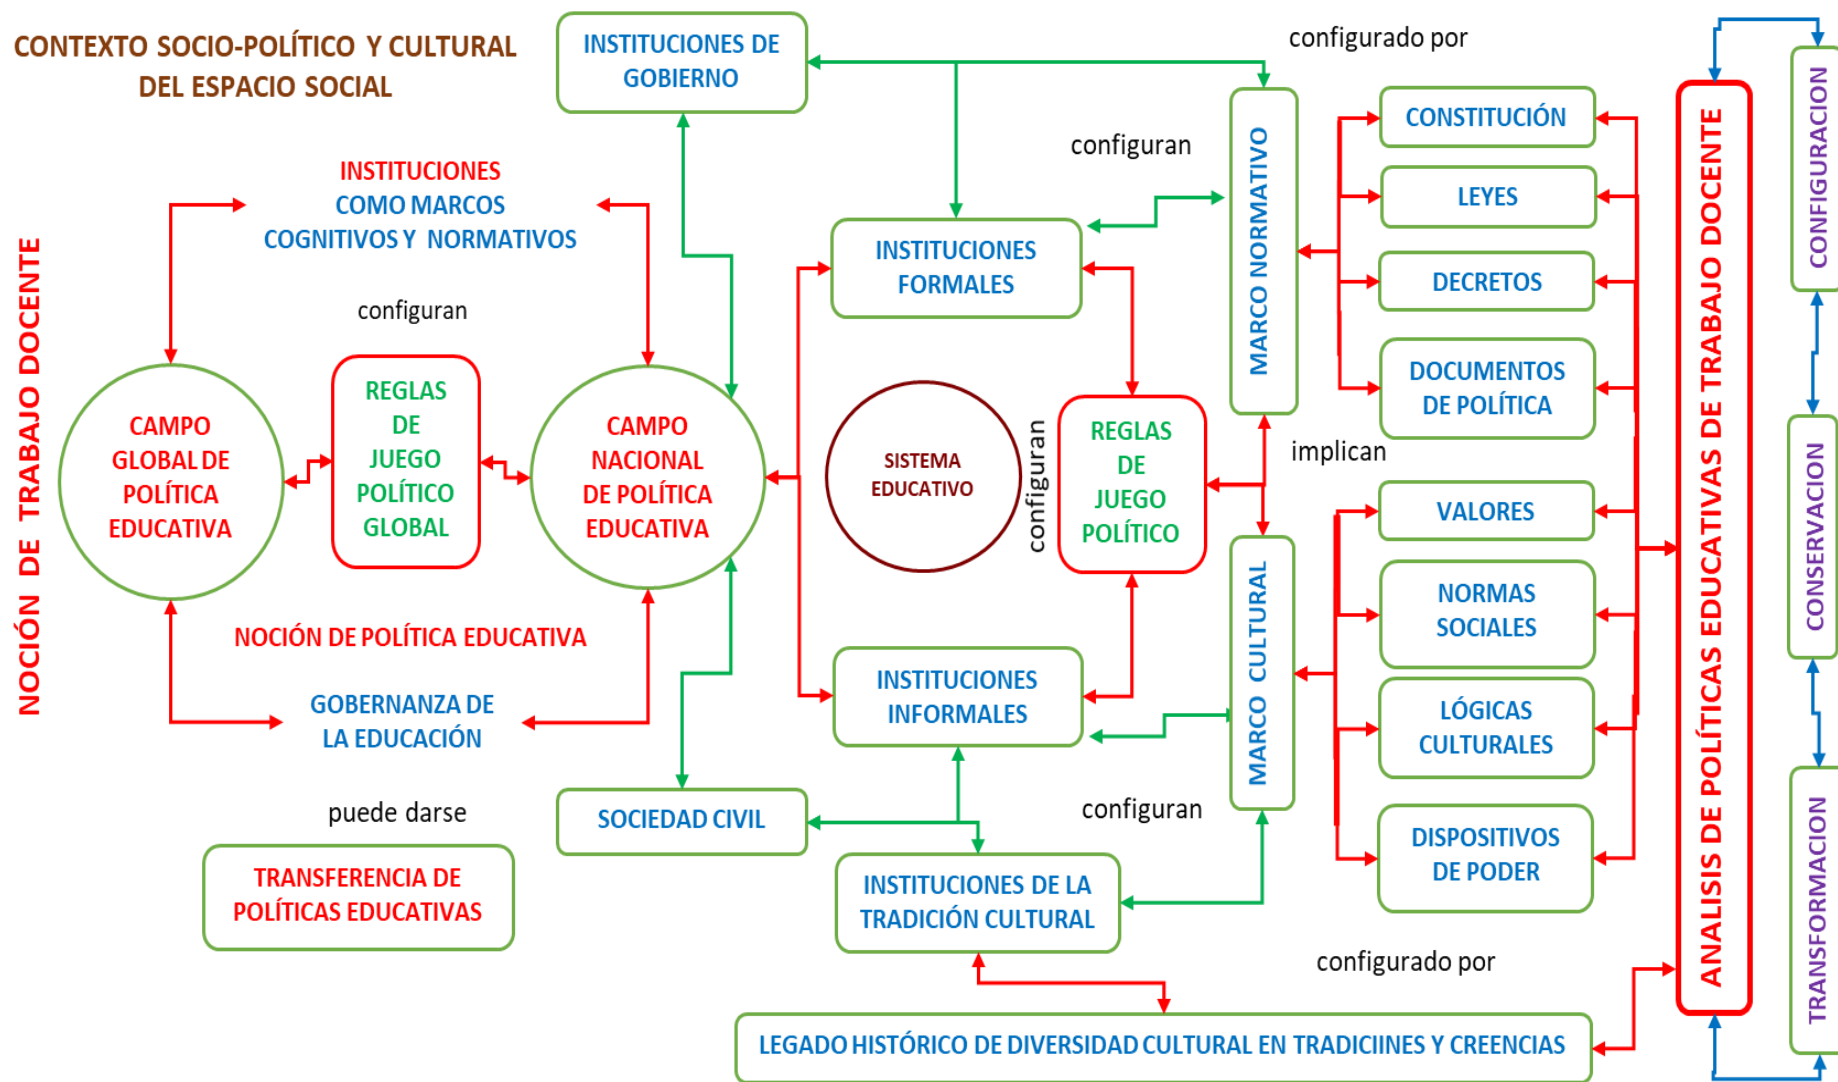 CONTEXTO SOCIO-POLÍTICO Y CULTURAL
DEL ESPACIO SOCIAL
NOCIÓN DE TRABAJO DOCENTE
INSTITUCIONES
COMO MARCOS
COGNITIVOS Y NORMATIVOS
configuran
CAMPO
GLOBAL DE
POLÍTICA
EDUCATIVA
REGLAS
DE
JUEGO
POLÍTICO
GLOBAL
CAMPO
NACIONAL
DE POLÍTICA
EDUCATIVA
NOCIÓN DE POLÍTICA EDUCATIVA
GOBERNANZA DE
LA EDUCACIÓN
puede darse
TRANSFERENCIA DE
POLÍTICAS EDUCATIVAS
INSTITUCIONES DE
GOBIERNO
INSTITUCIONES
FORMALES
SISTEMA
EDUCATIVO
configuran
REGLAS
DE
JUEGO
POLÍTICO
INSTITUCIONES
INFORMALES
SOCIEDAD CIVIL
INSTITUCIONES DE LA
TRADICIÓN CULTURAL
configuran
configuran
MARCO NORMATIVO
implican
MARCO CULTURAL
configurado por
CONSTITUCIÓN
LEYES
DECRETOS
DOCUMENTOS
DE POLÍTICA
VALORES
NORMAS
SOCIALES
LÓGICAS
CULTURALES
DISPOSITIVOS
DE PODER
configurado por
LEGADO HISTÓRICO DE DIVERSIDAD CULTURAL EN TRADICIINES Y CREENCIAS
ANALISIS DE POLÍTICAS EDUCATIVAS DE TRABAJO DOCENTE
CONFIGURACION
CONSERVACION
TRANSFORMACION